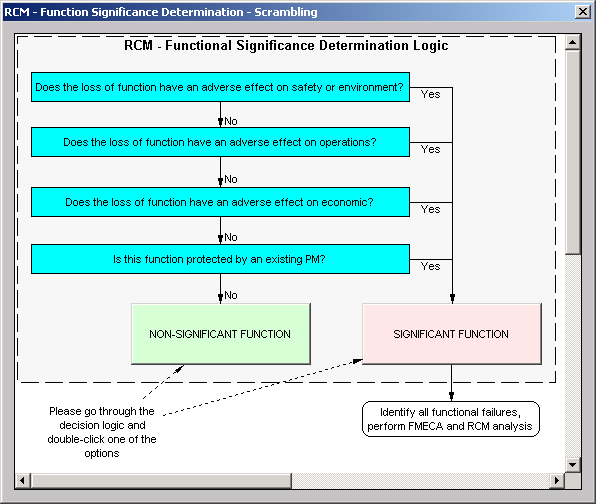 RCM - Function Significance Determination - Scrambling
RCM - Functional Significance Determination Logic
Does the loss of function have an adverse effect on safety or environment?
Yes
No
Does the loss of function have an adverse effect on operations?
Yes
No
Does the loss of function have an adverse effect on economic?
Yes
No
Is this function protected by an existing PM?
Yes
No
NON-SIGNIFICANT FUNCTION
SIGNIFICANT FUNCTION
Please go through the
decision logic and
double-click one of the
options
Identify all functional failures,
perform FMECA and RCM analysis